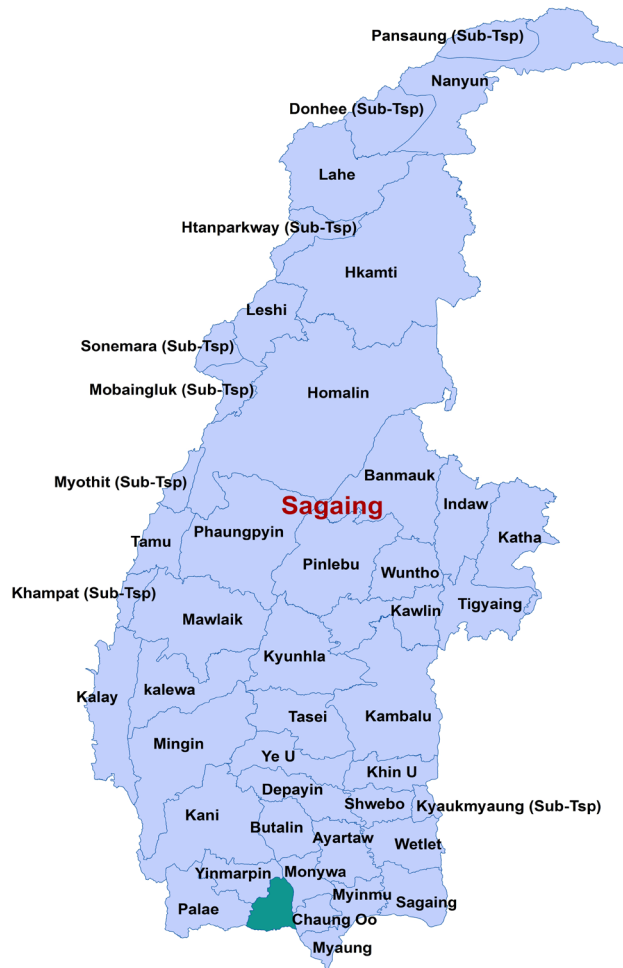 Pansaung (Sub-Tsp)
Nanyun
Donhee (Sub-Tsp)
Lahe
Htanparkway (Sub-Tsp)
Hkamti
Leshi
Sonemara (Sub-Tsp)
Mobaingluk (Sub-Tsp)
Homalin
Banmauk
Myothit (Sub-Tsp)
Indaw
Sagaing
Phaungpyin
Katha
Tamu
Pinlebu
Wuntho
Khampat (Sub-Tsp)
Tigyaing
Kawlin
Mawlaik
Kyunhla
kalewa
Kalay
Tasei
Kambalu
Mingin
Ye U
Khin U
Depayin
Shwebo
Kyaukmyaung (Sub-Tsp)
Kani
Butalin
Ayartaw
Wetlet
Yinmarpin
Monywa
Myinmu
Sagaing
Palae
Chaung Oo
Myaung